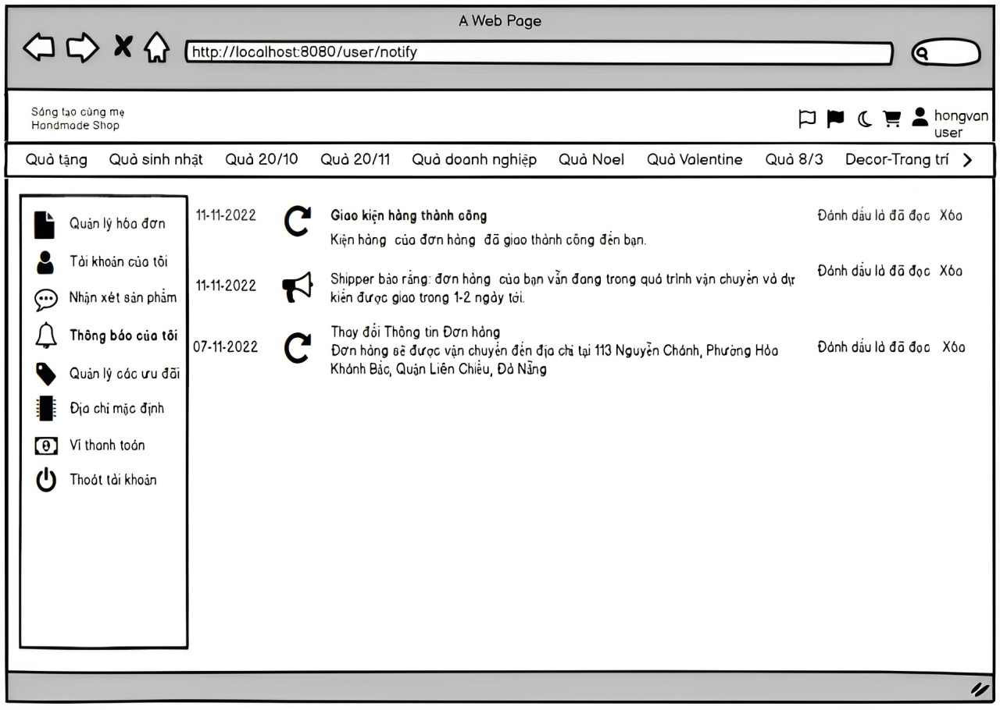 A Web Page
http://localhost:8080/user/notify
Sáng tạo cùng mẹ
Handmade Shop
hongvan
user
Quà tặng Quà sinh nhật Quà 20/10 Quà 20/11 Quà doanh nghiệp Quà Noel Quà Valentine Quà 8/3 Decor-Trang trí
Quản lý hóa đơn
Tài khoản của tôi
Nhận xét sản phẩm
Thông báo của tôi
Quản lý các ưu đãi
Địa chỉ mặc định
Ví thanh toán
Thoát tài khoản
11-11-2022 Giao kiện hàng thành công Đánh dấu là đã đọc Xóa
Kiện hàng của đơn hàng đã giao thành công đến bạn.
11-11-2022 Shipper báo rằng: đơn hàng của bạn vẫn đang trong quá trình vận chuyển và dự Đánh dấu là đã đọc Xóa
kiến được giao trong 1-2 ngày tới.
Thay đổi Thông tin Đơn hàng
07-11-2022 Đơn hàng sẽ được vận chuyển đến địa chỉ tại 113 Nguyễn Chánh, Phường Hòa Đánh dấu là đã đọc Xóa
Khánh Bắc, Quận Liên Chiểu, Đà Nẵng